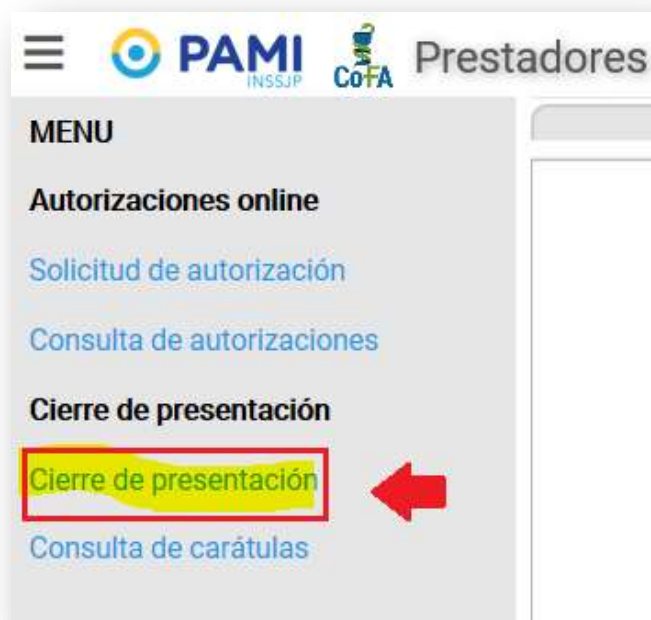 PAMI
INSSJP
CoFA
Prestadores
MENU
Autorizaciones online
Solicitud de autorización
Consulta de autorizaciones
Cierre de presentación
Cierre de presentación
Consulta de carátulas